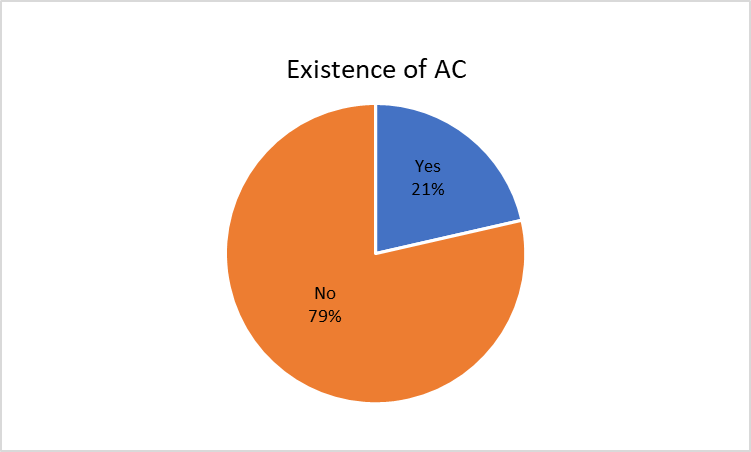 Existence of AC
Yes
21%
No
79%